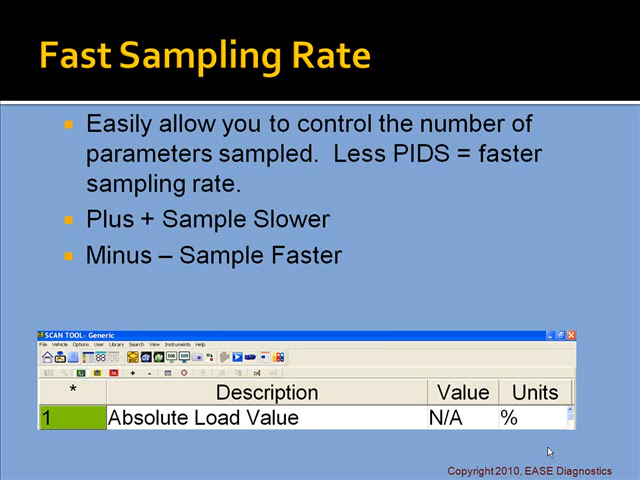 Fast Sampling Rate
Easily allow you to control the number of
parameters sampled.  Less PIDS = faster
sampling rate.
Plus + Sample Slower
Minus – Sample Faster
SCAN TOOL- Generic
File Vehicle Options User Library Search View Instruments Help
* Description Value Units
1 Absolute Load Value N/A %
Copyright 2010, EASE Diagnostics